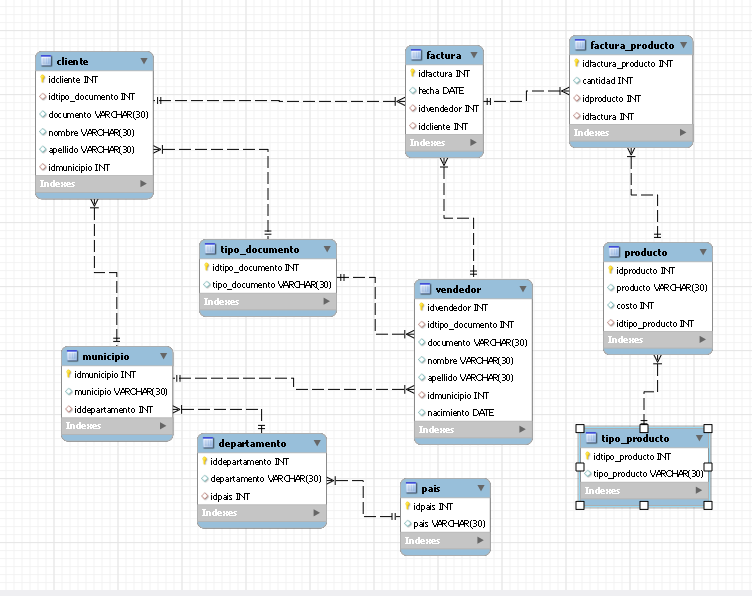 cliente
idcliente INT
idtipo_documento INT
documento VARCHAR(30)
nombre VARCHAR(30)
apellido VARCHAR(30)
idmunicipio INT
Indexes
factura
idfactura INT
fecha DATE
idvendedor INT
idcliente INT
Indexes
factura_producto
idfactura_producto INT
cantidad INT
idproducto INT
idfactura INT
Indexes
tipo_documento
idtipo_documento INT
tipo_documento VARCHAR(30)
Indexes
producto
idproducto INT
producto VARCHAR(30)
costo INT
idtipo_producto INT
Indexes
vendedor
idvendedor INT
idtipo_documento INT
documento VARCHAR(30)
nombre VARCHAR(30)
apellido VARCHAR(30)
idmunicipio INT
nacimiento DATE
Indexes
municipio
idmunicipio INT
municipio VARCHAR(30)
iddepartamento INT
Indexes
departamento
iddepartamento INT
departamento VARCHAR(30)
idpais INT
Indexes
pais
idpais INT
pais VARCHAR(30)
Indexes
tipo_producto
idtipo_producto INT
tipo_producto VARCHAR(30)
Indexes